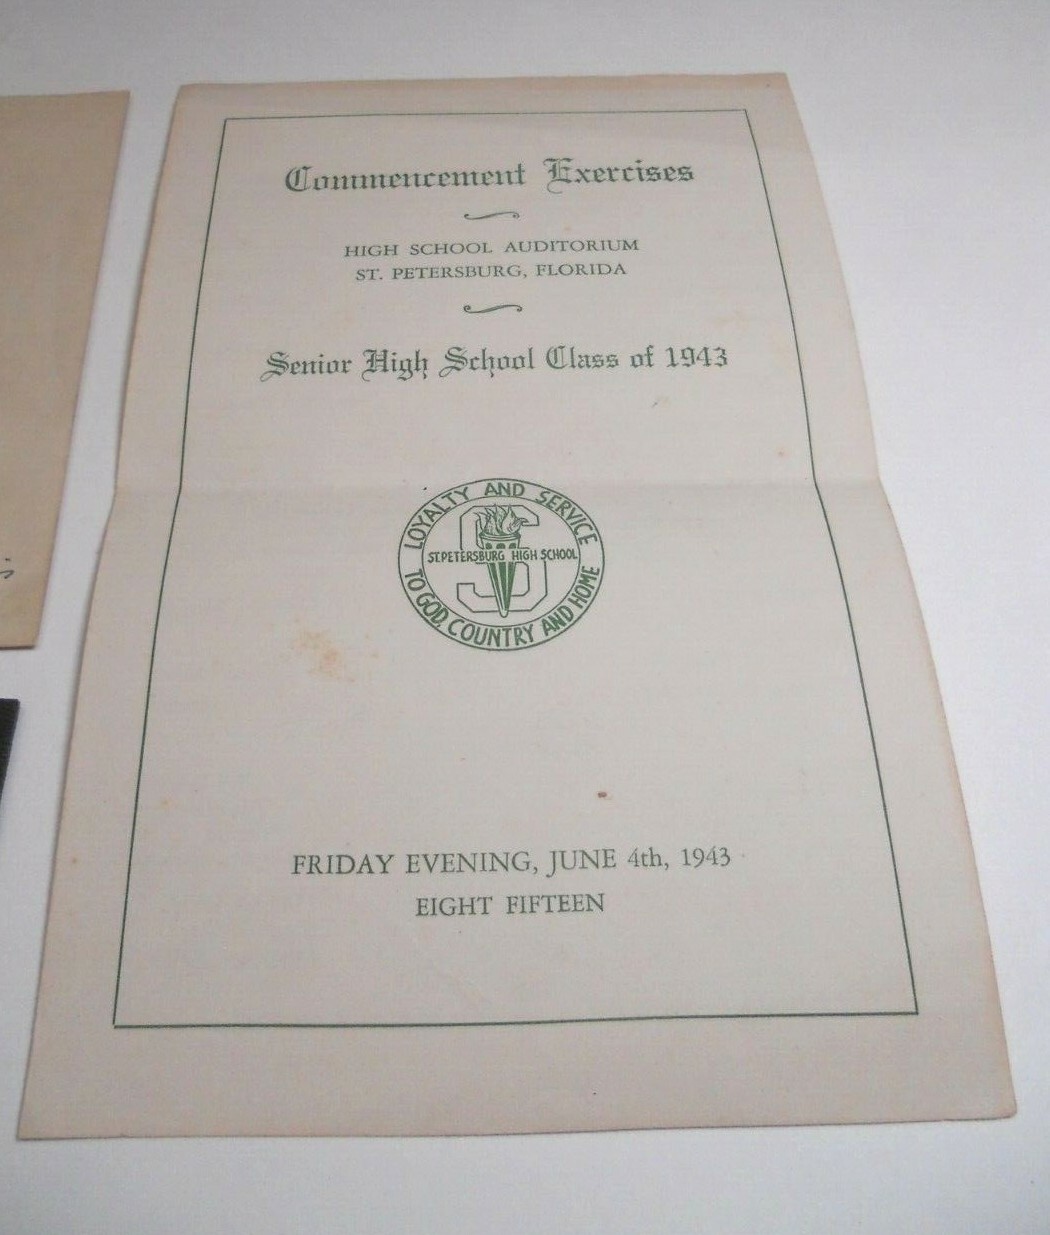 Commencement Exercises
HIGH SCHOOL AUDITORIUM
ST. PETERSBURG, FLORIDA
Senior High School Class of 1943
LOYALTY AND SERVICE
S
ST. PETERSBURG HIGH SCHOOL
TO GOD, COUNTRY AND HOME
FRIDAY EVENING, JUNE 4th, 1943
EIGHT FIFTEEN